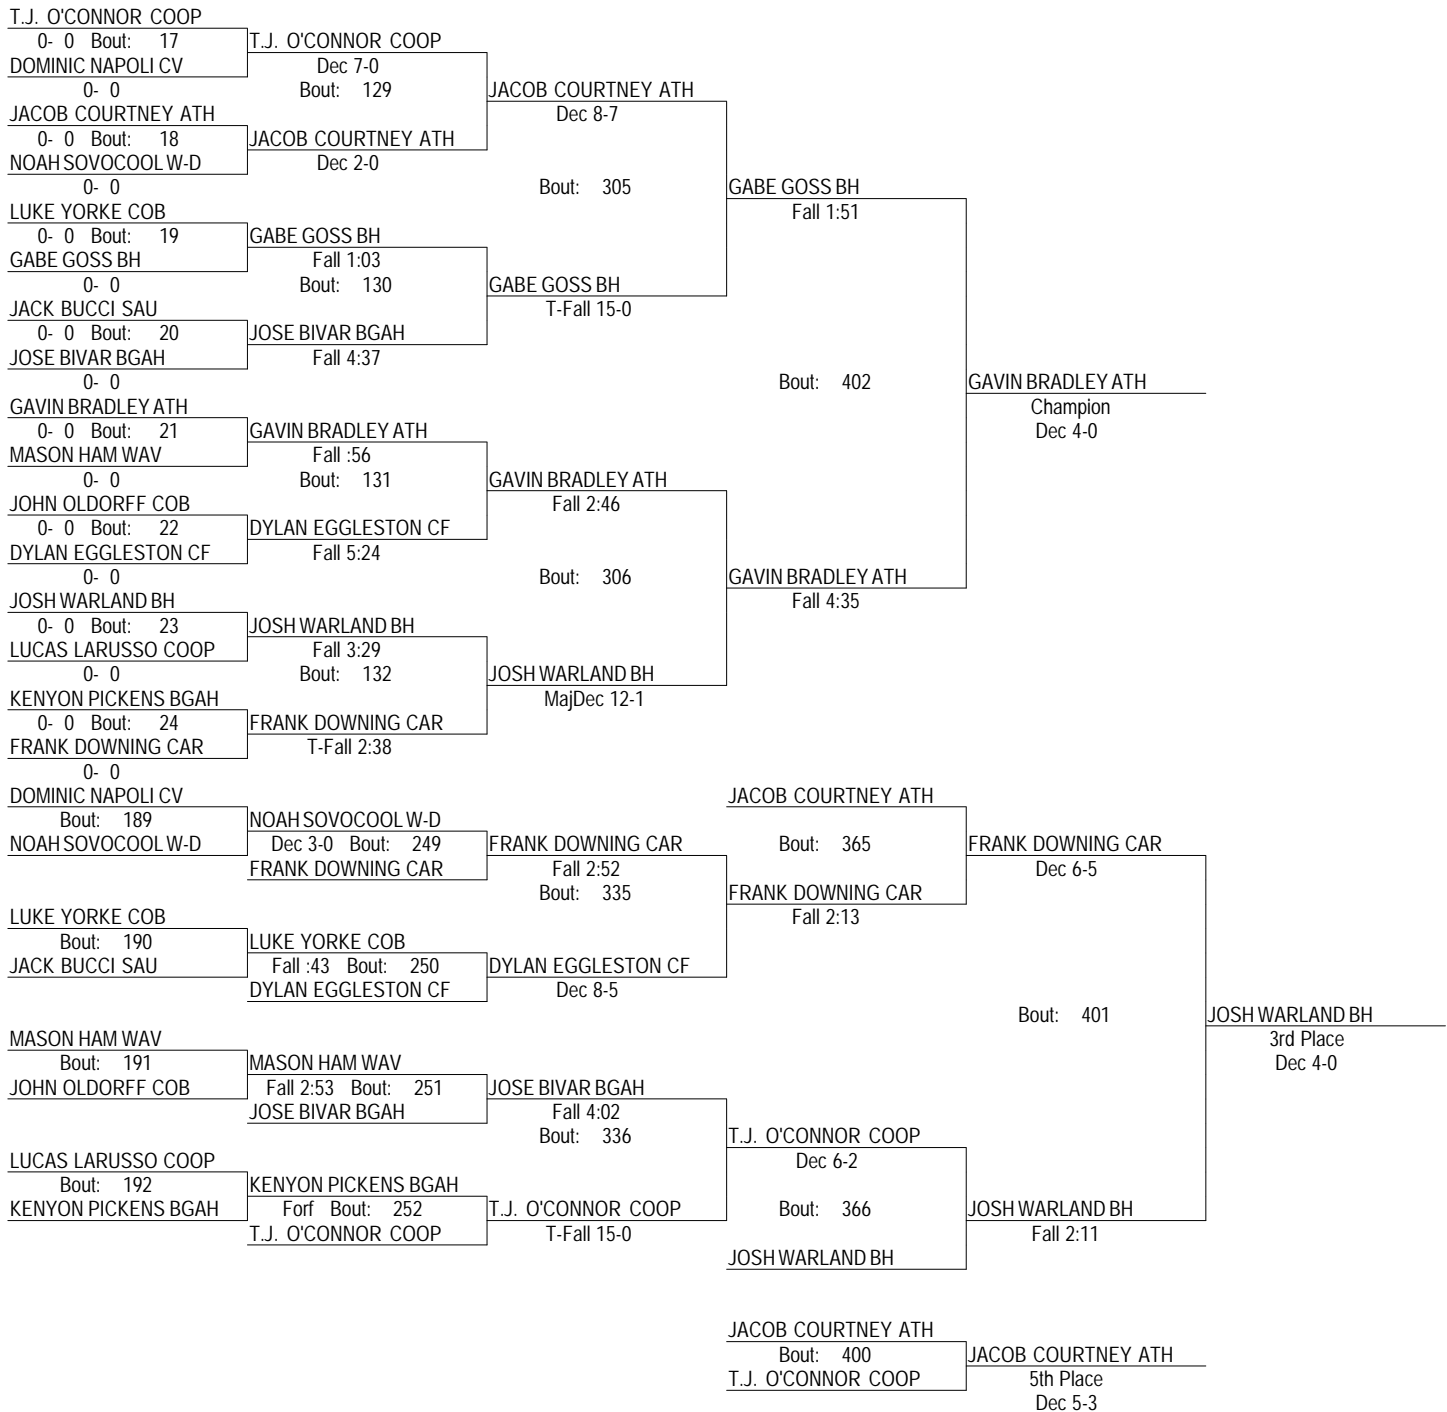 T.J. O'CONNOR COOP
0- 0 Bout: 17 T.J. O'CONNOR COOP
DOMINIC NAPOLI CV Dec 7-0
0- 0 Bout: 129 JACOB COURTNEY ATH
JACOB COURTNEY ATH Dec 8-7
0- 0 Bout: 18 JACOB COURTNEY ATH
NOAH SOVOCOOL W-D Dec 2-0
0- 0 Bout: 305 GABE GOSS BH
LUKE YORKE COB Fall 1:51
0- 0 Bout: 19 GABE GOSS BH
GABE GOSS BH Fall 1:03
0- 0 Bout: 130 GABE GOSS BH
JACK BUCCI SAU T-Fall 15-0
0- 0 Bout: 20 JOSE BIVAR BGAH
JOSE BIVAR BGAH Fall 4:37
0- 0 Bout: 402 GAVIN BRADLEY ATH
GAVIN BRADLEY ATH Champion
0- 0 Bout: 21 GAVIN BRADLEY ATH Dec 4-0
MASON HAM WAV Fall :56
0- 0 Bout: 131 GAVIN BRADLEY ATH
JOHN OLDORFF COB Fall 2:46
0- 0 Bout: 22 DYLAN EGGLESTON CF
DYLAN EGGLESTON CF Fall 5:24
0- 0 Bout: 306 GAVIN BRADLEY ATH
JOSH WARLAND BH Fall 4:35
0- 0 Bout: 23 JOSH WARLAND BH
LUCAS LARUSSO COOP Fall 3:29
0- 0 Bout: 132 JOSH WARLAND BH
KENYON PICKENS BGAH MajDec 12-1
0- 0 Bout: 24 FRANK DOWNING CAR
FRANK DOWNING CAR T-Fall 2:38
0- 0
DOMINIC NAPOLI CV JACOB COURTNEY ATH
Bout: 189 NOAH SOVOCOOL W-D
NOAH SOVOCOOL W-D Dec 3-0 Bout: 249 FRANK DOWNING CAR Bout: 365 FRANK DOWNING CAR
FRANK DOWNING CAR Fall 2:52 Dec 6-5
Bout: 335 FRANK DOWNING CAR
LUKE YORKE COB Fall 2:13
Bout: 190 LUKE YORKE COB
JACK BUCCI SAU Fall :43 Bout: 250 DYLAN EGGLESTON CF
DYLAN EGGLESTON CF Dec 8-5
Bout: 401 JOSH WARLAND BH
MASON HAM WAV 3rd Place
Bout: 191 MASON HAM WAV Dec 4-0
JOHN OLDORFF COB Fall 2:53 Bout: 251 JOSE BIVAR BGAH
JOSE BIVAR BGAH Fall 4:02
Bout: 336 T.J. O'CONNOR COOP
LUCAS LARUSSO COOP Dec 6-2
Bout: 192 KENYON PICKENS BGAH
KENYON PICKENS BGAH Forf Bout: 252 T.J. O'CONNOR COOP Bout: 366 JOSH WARLAND BH
T.J. O'CONNOR COOP T-Fall 15-0 Fall 2:11
JOSH WARLAND BH
JACOB COURTNEY ATH
Bout: 400 JACOB COURTNEY ATH
T.J. O'CONNOR COOP 5th Place
Dec 5-3